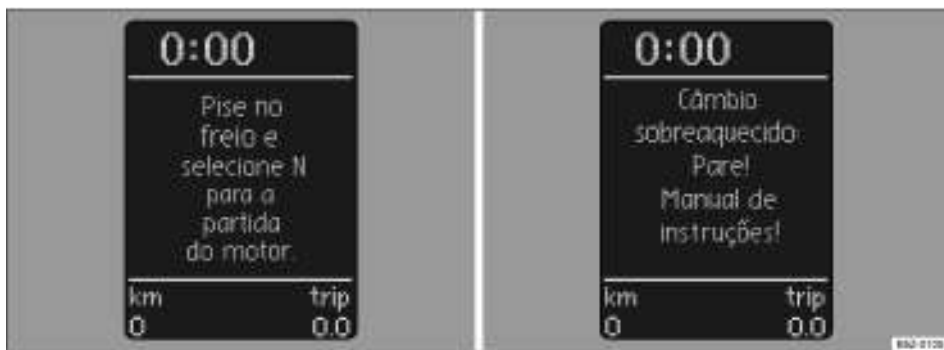 0:00
Pise no
freio e
selecione N
para a
partida
do motor.
km trip
0 0.0
0:00
Câmbio
sobreaquecido
Pare!
Manual de
instruções!
km trip
0 0.0